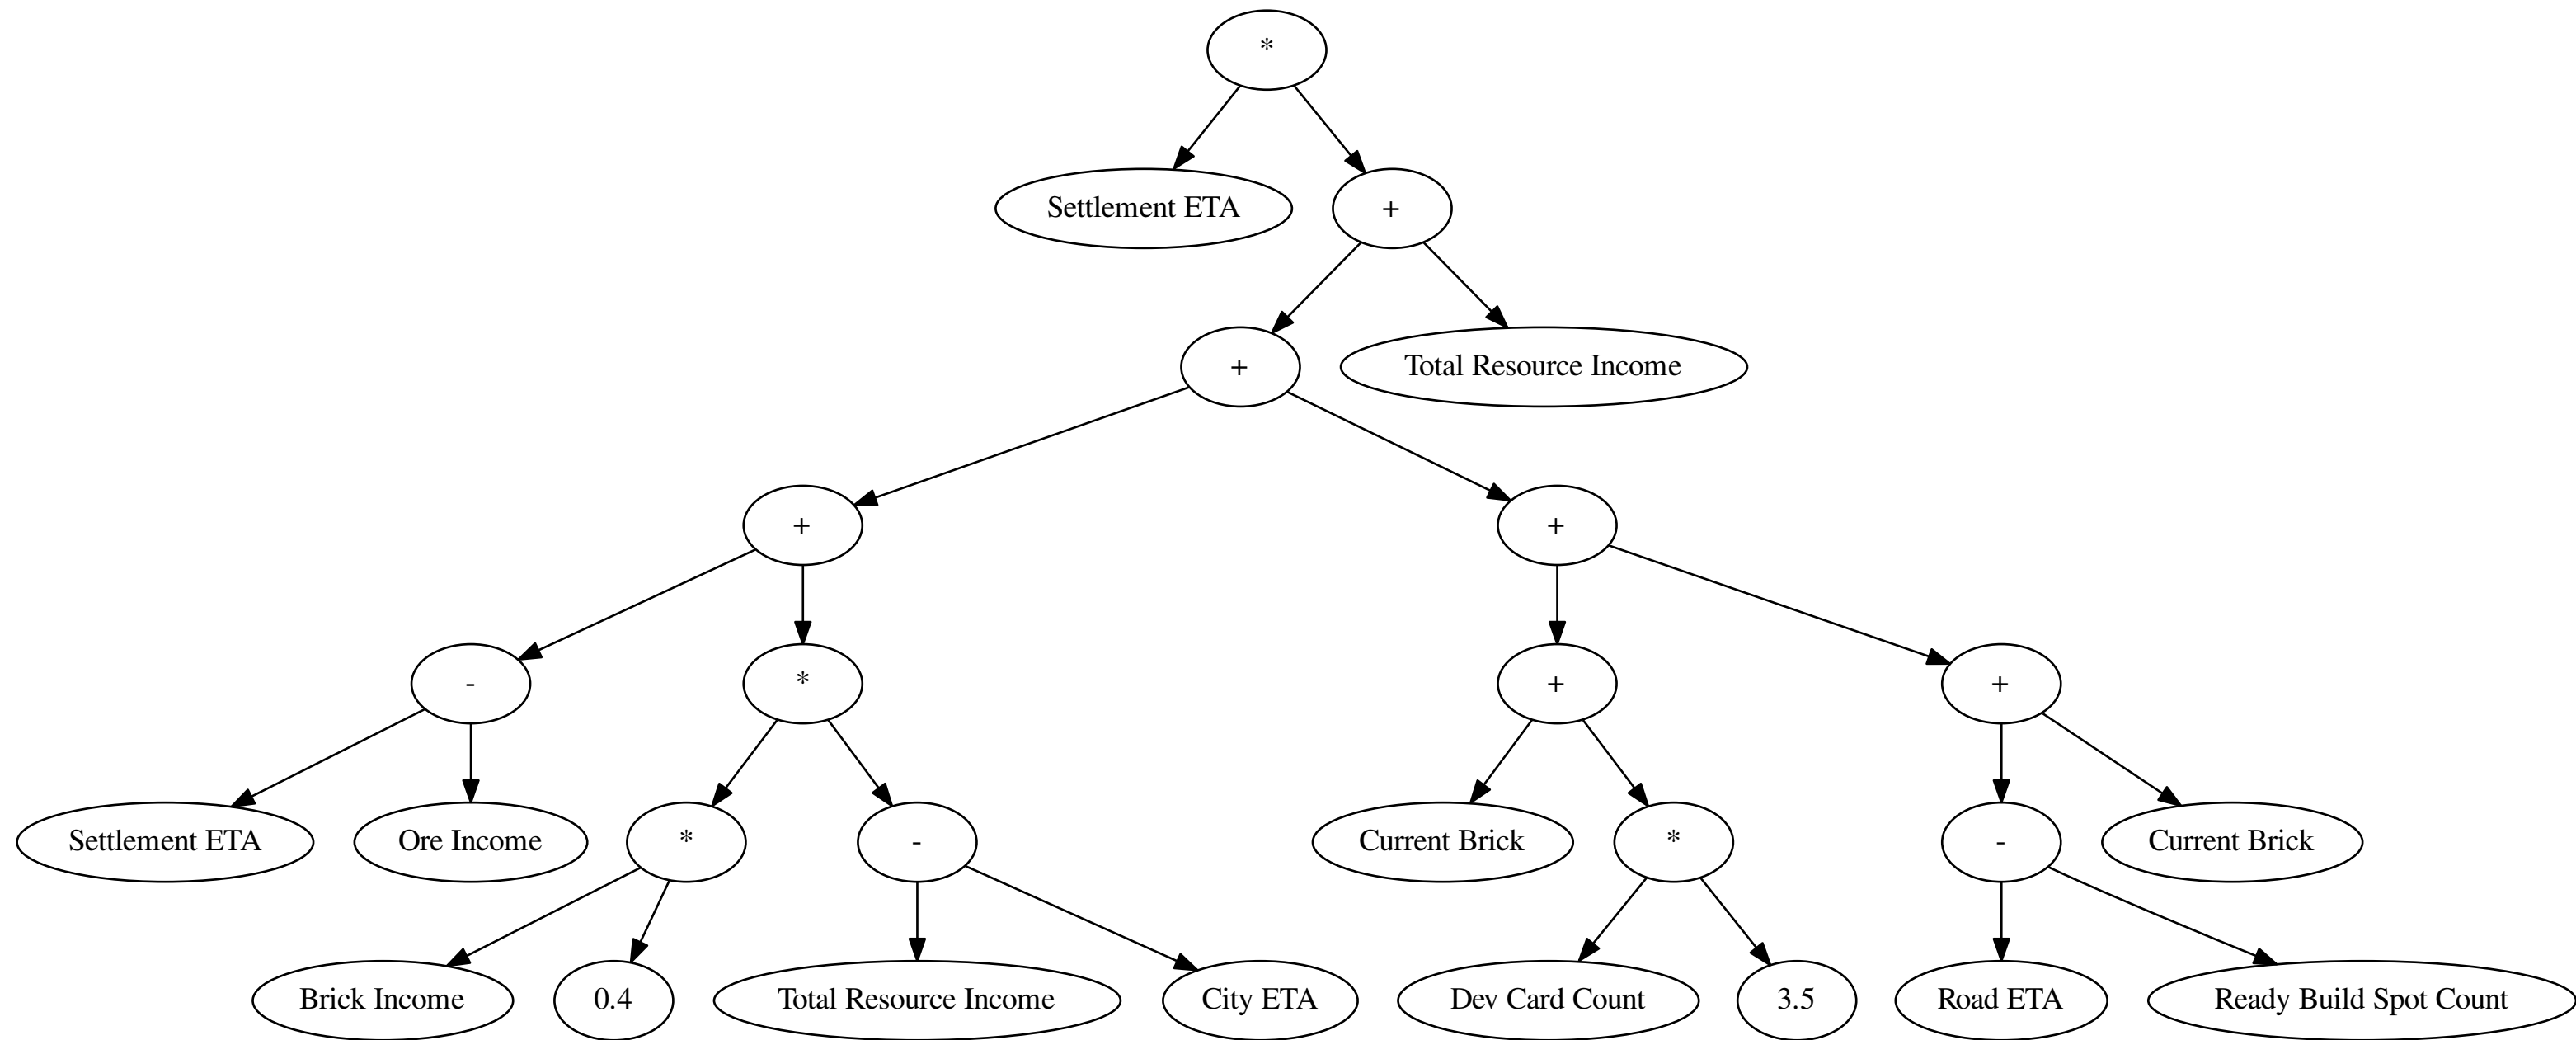 *
Settlement ETA
+
+
Total Resource Income
+
+
-
*
+
+
Settlement ETA
Ore Income
*
-
Current Brick
*
-
Current Brick
Brick Income
0.4
Total Resource Income
City ETA
Dev Card Count
3.5
Road ETA
Ready Build Spot Count